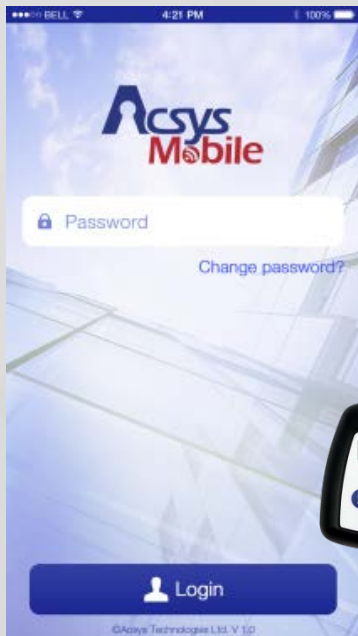 BELL 4:21 PM 100%
Acsys
Mobile
Password
Change password?
Login
©Acsys Technologies Ltd. V 1.0